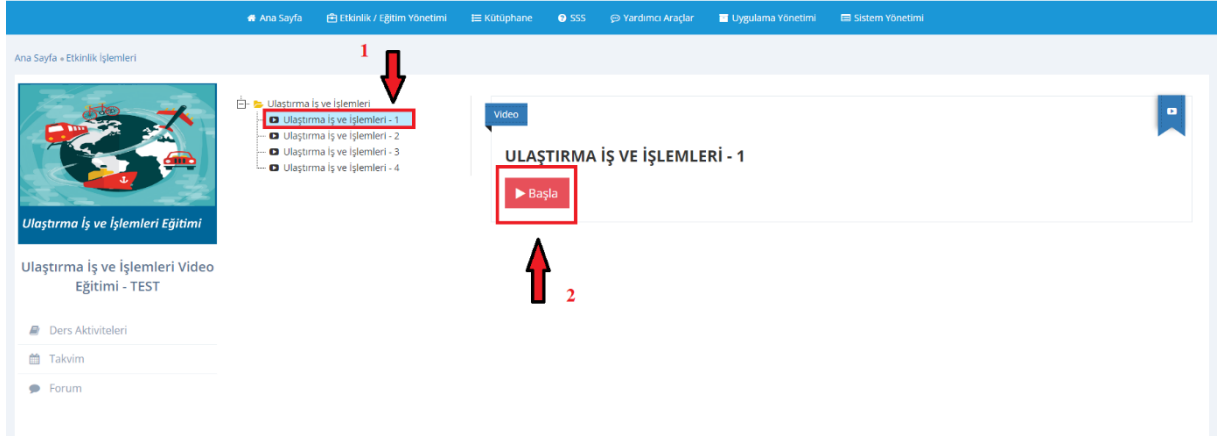 Ana Sayfa Etkinlik / Eğitim Yönetimi Kütüphane SSS Yardımcı Araçlar Uygulama Yönetimi Sistem Yönetimi
Ana Sayfa » Etkinlik İşlemleri
1
Ulaştırma İş ve İşlemleri Eğitimi
Ulaştırma İş ve İşlemleri Video
Eğitimi - TEST
Ders Aktiviteleri
Takvim
Forum
Ulaştırma İş ve İşlemleri
Ulaştırma İş ve İşlemleri - 1
Ulaştırma İş ve İşlemleri - 2
Ulaştırma İş ve İşlemleri - 3
Ulaştırma İş ve İşlemleri - 4
Video
ULAŞTIRMA İŞ VE İŞLEMLERİ - 1
Başla
2